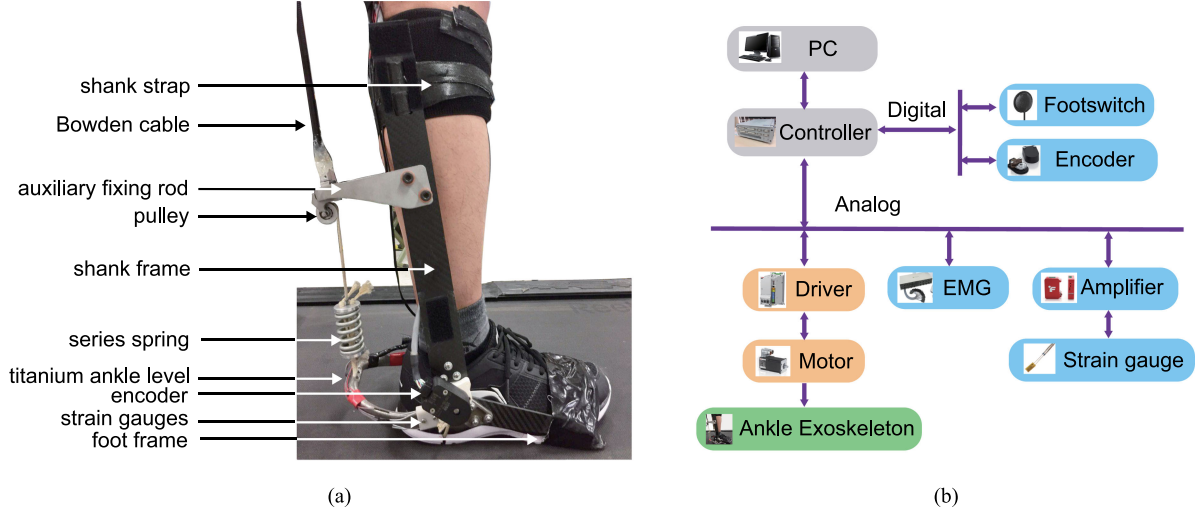 shank strap
Bowden cable
auxiliary fixing rod
pulley
shank frame
series spring
titanium ankle level
encoder
strain gauges
foot frame
(a)
PC
Controller
Digital
Footswitch
Encoder
Analog
Driver
EMG
Amplifier
Motor
Strain gauge
Ankle Exoskeleton
(b)